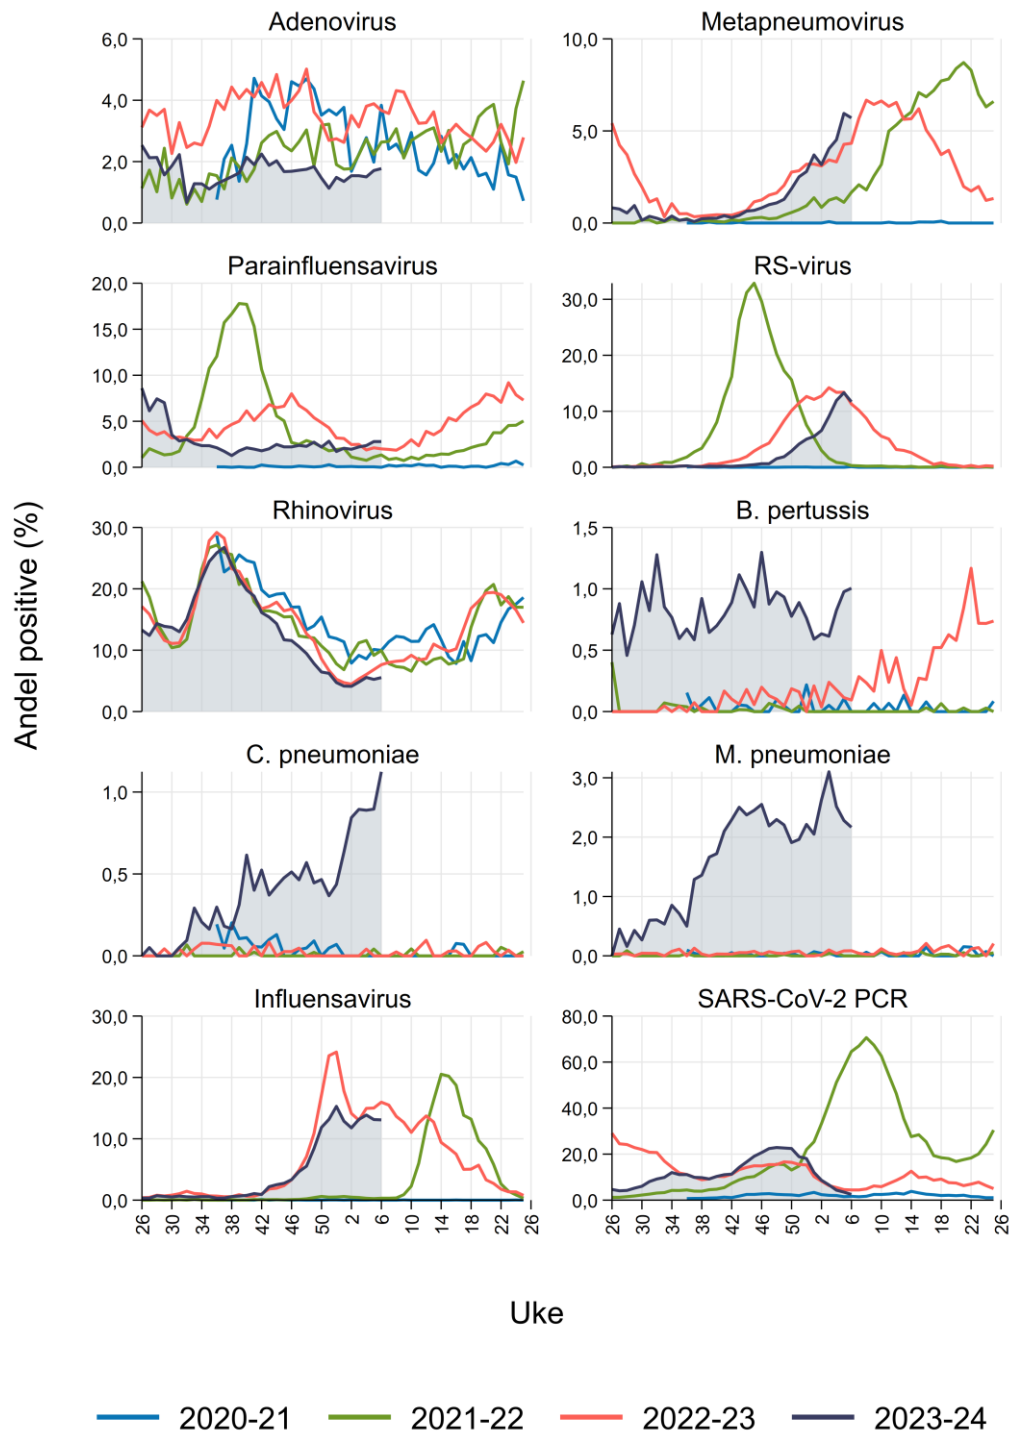 Adenovirus
6,0
4,0
2,0
0,0
Metapneumovirus
10,0
5,0
0,0
Parainfluensavirus
20,0
15,0
10,0
5,0
0,0
RS-virus
30,0
20,0
10,0
0,0
Andel positive (%)
Rhinovirus
30,0
20,0
10,0
0,0
B. pertussis
1,5
1,0
0,5
0,0
C. pneumoniae
1,0
0,5
0,0
M. pneumoniae
3,0
2,0
1,0
0,0
Influensavirus
30,0
20,0
10,0
0,0
26 30 34 38 42 46 50 2 6 10 14 18 22 26
SARS-CoV-2 PCR
80,0
60,0
40,0
20,0
0,0
26 30 34 38 42 46 50 2 6 10 14 18 22 26
Uke
2020-21 2021-22 2022-23 2023-24